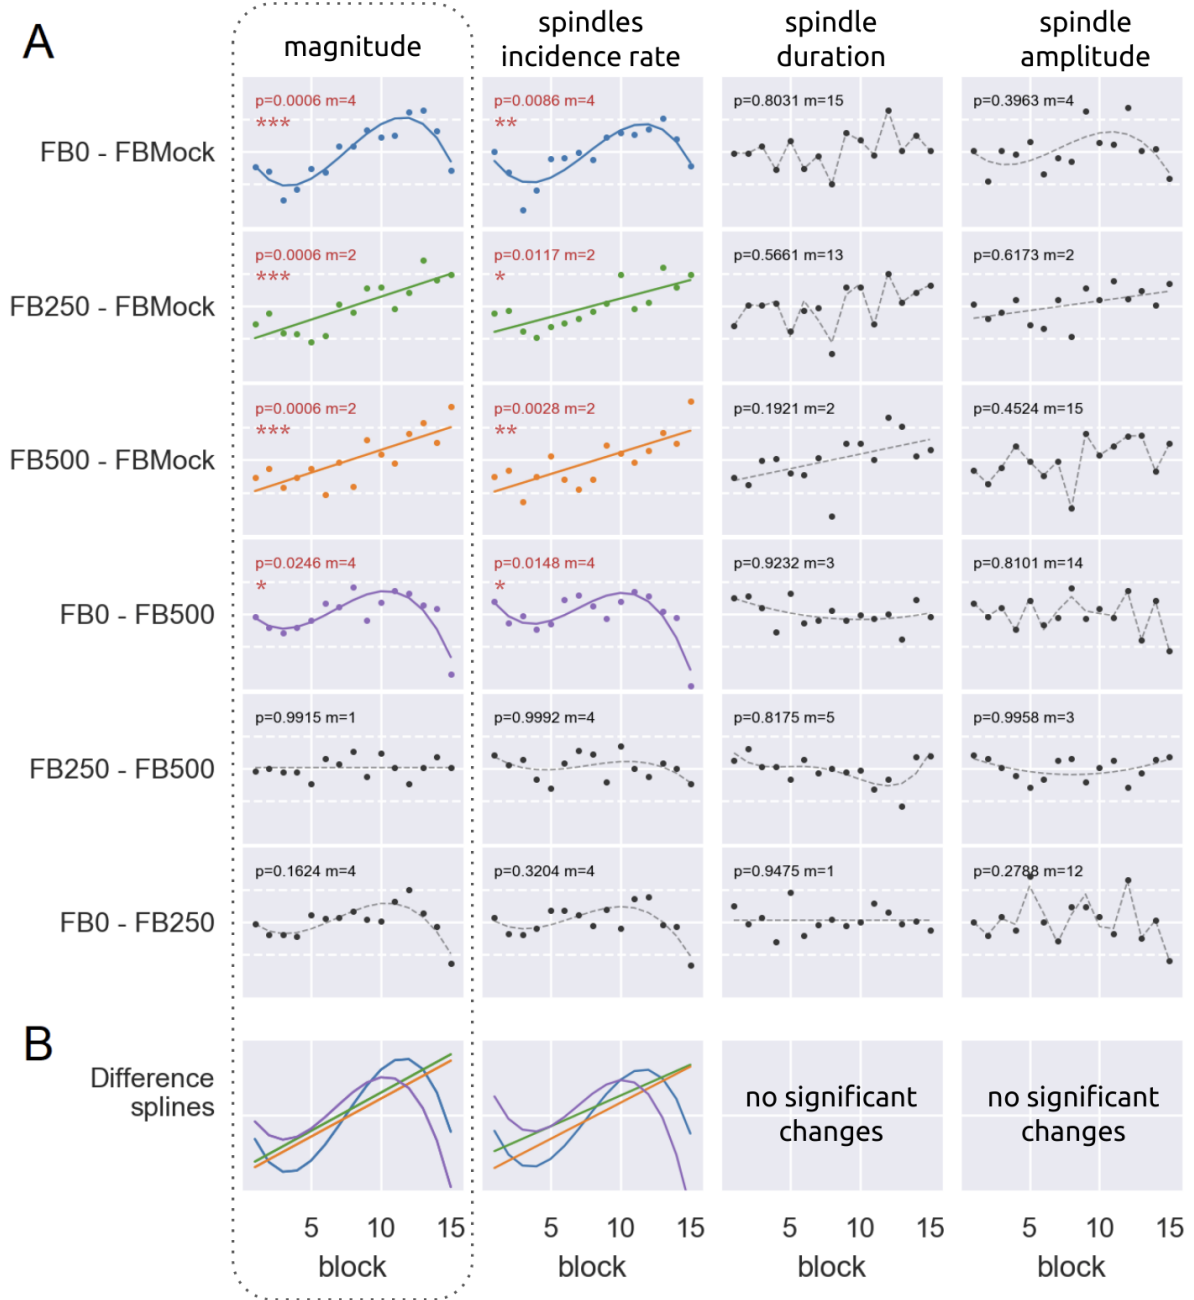 A
magnitude
spindles
incidence rate
spindle
duration
spindle
amplitude
FB0 - FBMock
p=0.0006 m=4
***
p=0.0086 m=4
**
p=0.8031 m=15
p=0.3963 m=4
FB250 - FBMock
p=0.0006 m=2
***
p=0.0117 m=2
*
p=0.5661 m=13
p=0.6173 m=2
FB500 - FBMock
p=0.0006 m=2
***
p=0.0028 m=2
**
p=0.1921 m=2
p=0.4524 m=15
FB0 - FB500
p=0.0246 m=4
*
p=0.0148 m=4
*
p=0.9232 m=3
p=0.8101 m=14
FB250 - FB500
p=0.9915 m=1
p=0.9992 m=4
p=0.8175 m=5
p=0.9958 m=3
FB0 - FB250
p=0.1624 m=4
p=0.3204 m=4
p=0.9475 m=1
p=0.2788 m=12
B
Difference
splines
no significant
changes
no significant
changes
5 10 15
5 10 15
5 10 15
5 10 15
block
block
block
block